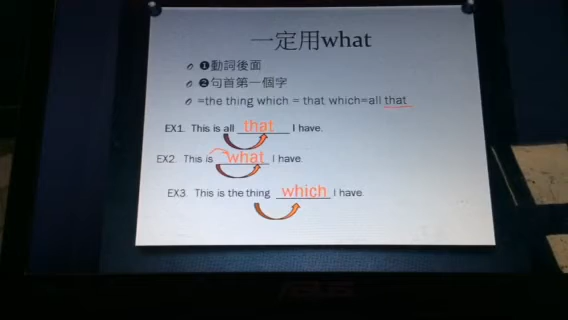 一定用what
❶動詞後面
❷句首第一個字
=the thing which = that which=all that
EX1. This is all that I have.
EX2. This is what I have.
EX3. This is the thing which I have.
ASUS